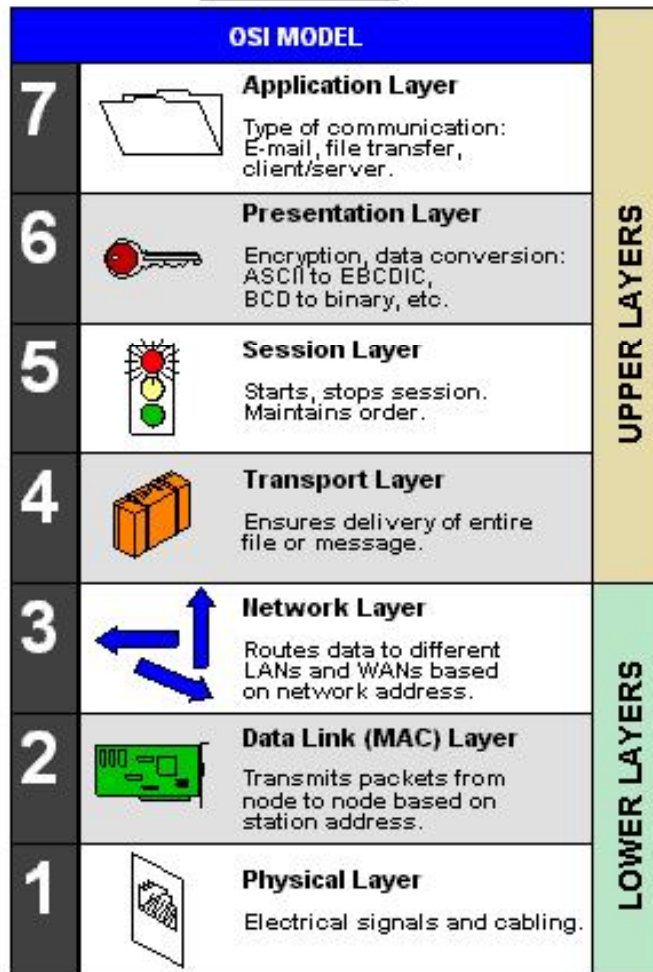 OSI MODEL
7
Application Layer
Type of communication:
E-mail, file transfer,
client/server.
6
Presentation Layer
Encryption, data conversion:
ASCII to EBCDIC,
BCD to binary, etc.
5
Session Layer
Starts, stops session.
Maintains order.
4
Transport Layer
Ensures delivery of entire
file or message.
UPPER LAYERS
3
Network Layer
Routes data to different
LANs and WANs based
on network address.
2
Data Link (MAC) Layer
Transmits packets from
node to node based on
station address.
1
Physical Layer
Electrical signals and cabling.
LOWER LAYERS